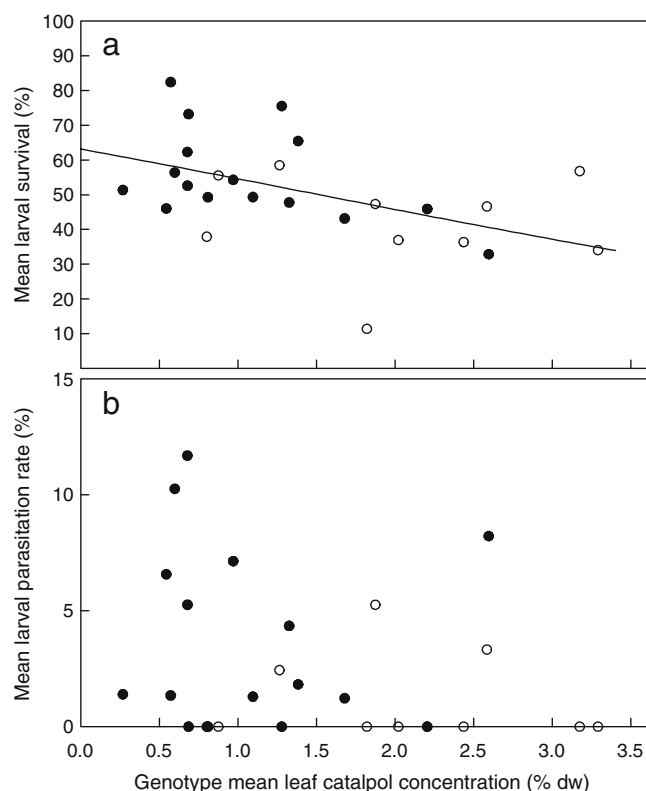 100
a
90
80
70
60
50
40
30
20
10
Mean larval survival (%)
15
b
10
5
0
Mean larval parasitation rate (%)
0.0 0.5 1.0 1.5 2.0 2.5 3.0 3.5
Genotype mean leaf catalpol concentration (% dw)